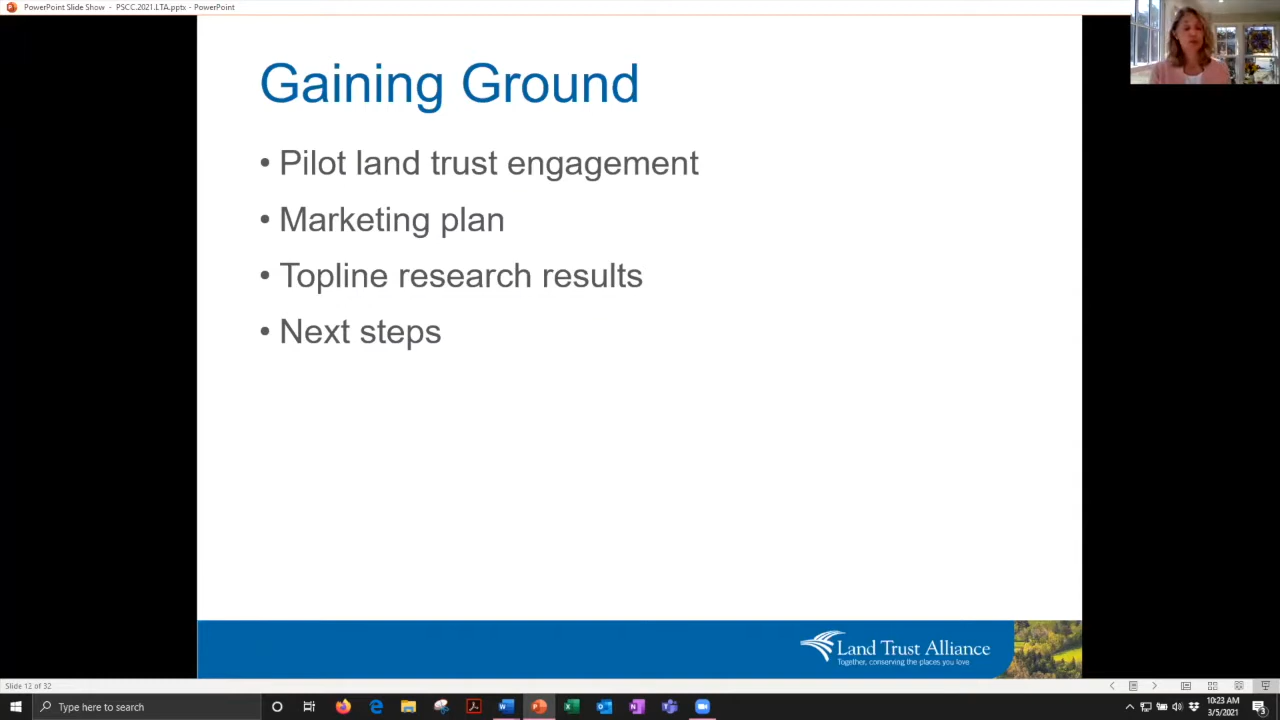 PowerPoint Slide Show - PSCC.2021.LTA.pptx - PowerPoint
Gaining Ground
• Pilot land trust engagement
• Marketing plan
• Topline research results
• Next steps
Land Trust Alliance
Together, conserving the places you love
Slide 12 of 32
Type here to search
10:23 AM
3/5/2021
3